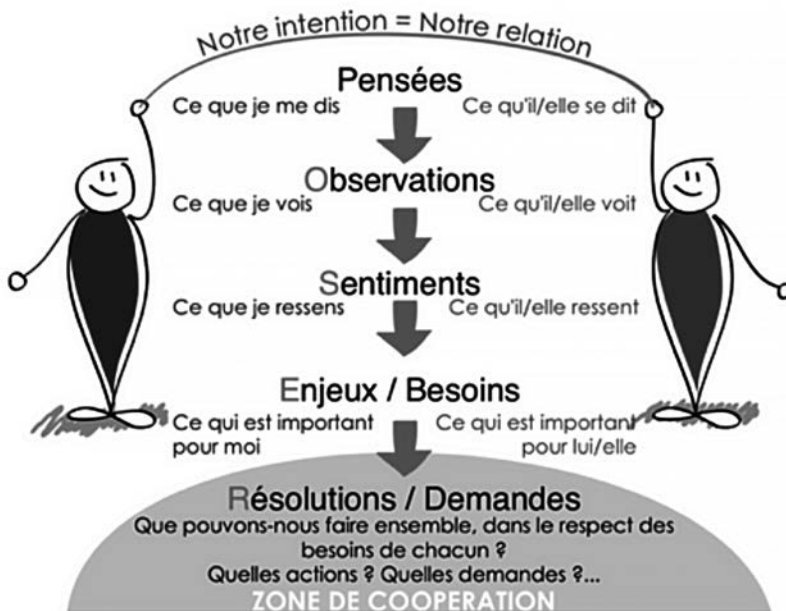 Notre intention = Notre relation
Pensées
Ce que je me dis
Ce qu'il/elle se dit
Observations
Ce que je vois
Ce qu'il/elle voit
Sentiments
Ce que je ressens
Ce qu'il/elle ressent
Enjeux / Besoins
Ce qui est important
pour moi
Ce qui est important
pour lui/elle
Résolutions / Demandes
Que pouvons-nous faire ensemble, dans le respect des
besoins de chacun ?
Quelles actions ? Quelles demandes ?...
ZONE DE COOPERATION